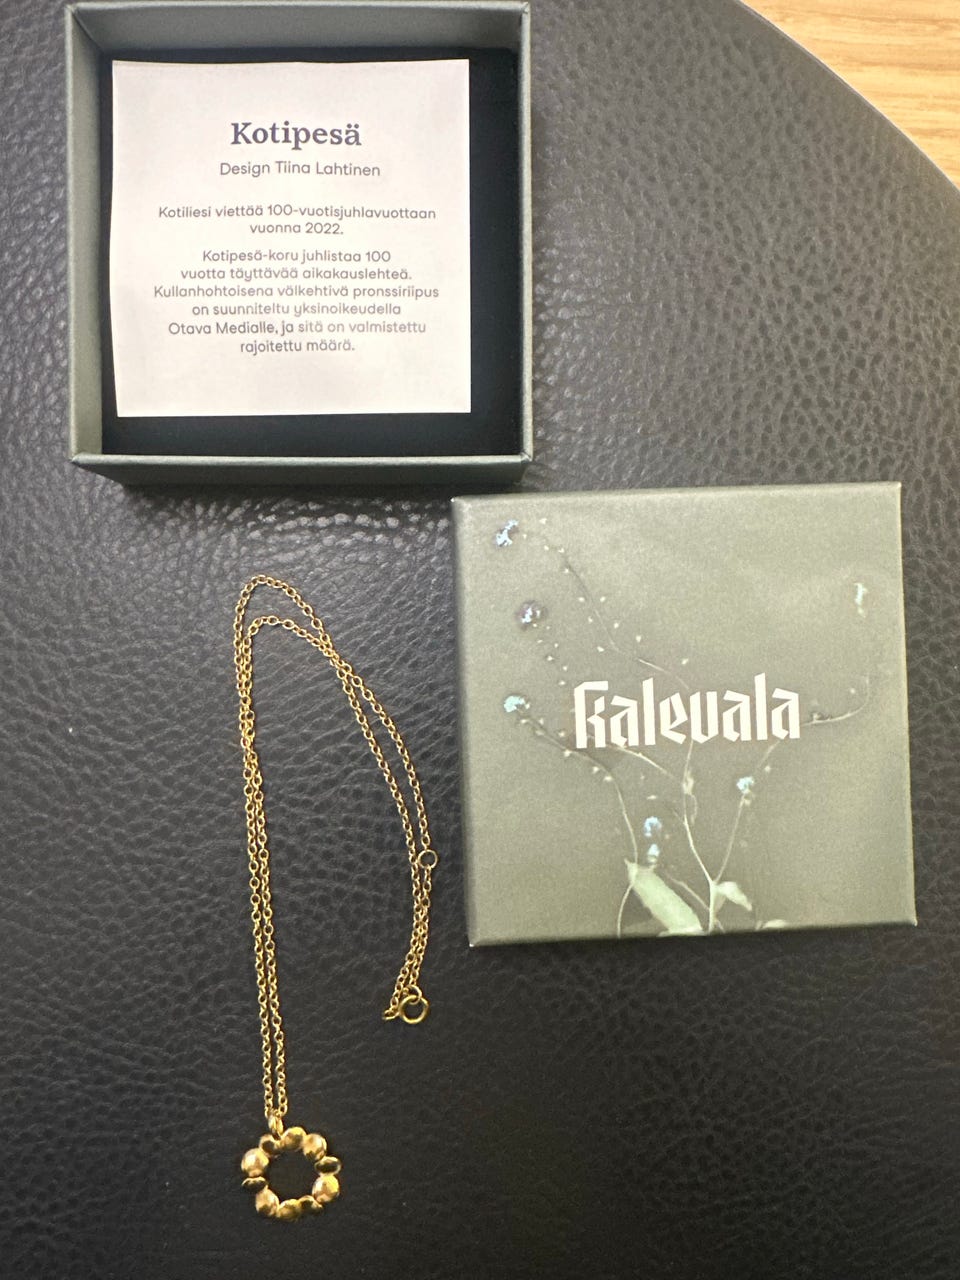 Kotipesä
Design Tiina Lahtinen
Kotiliesi viettää 100-vuotisjuhlavuottaan
vuonna 2022.
Kotipesä-koru juhlistaa 100
vuotta täyttävää aikakauslehteä.
Kullanhohtoisena välkehtivä pronssiriipus
on suunniteltu yksinoikeudella
Otava Medialle, ja sitä on valmistettu
rajoitettu määrä.
Kalevala